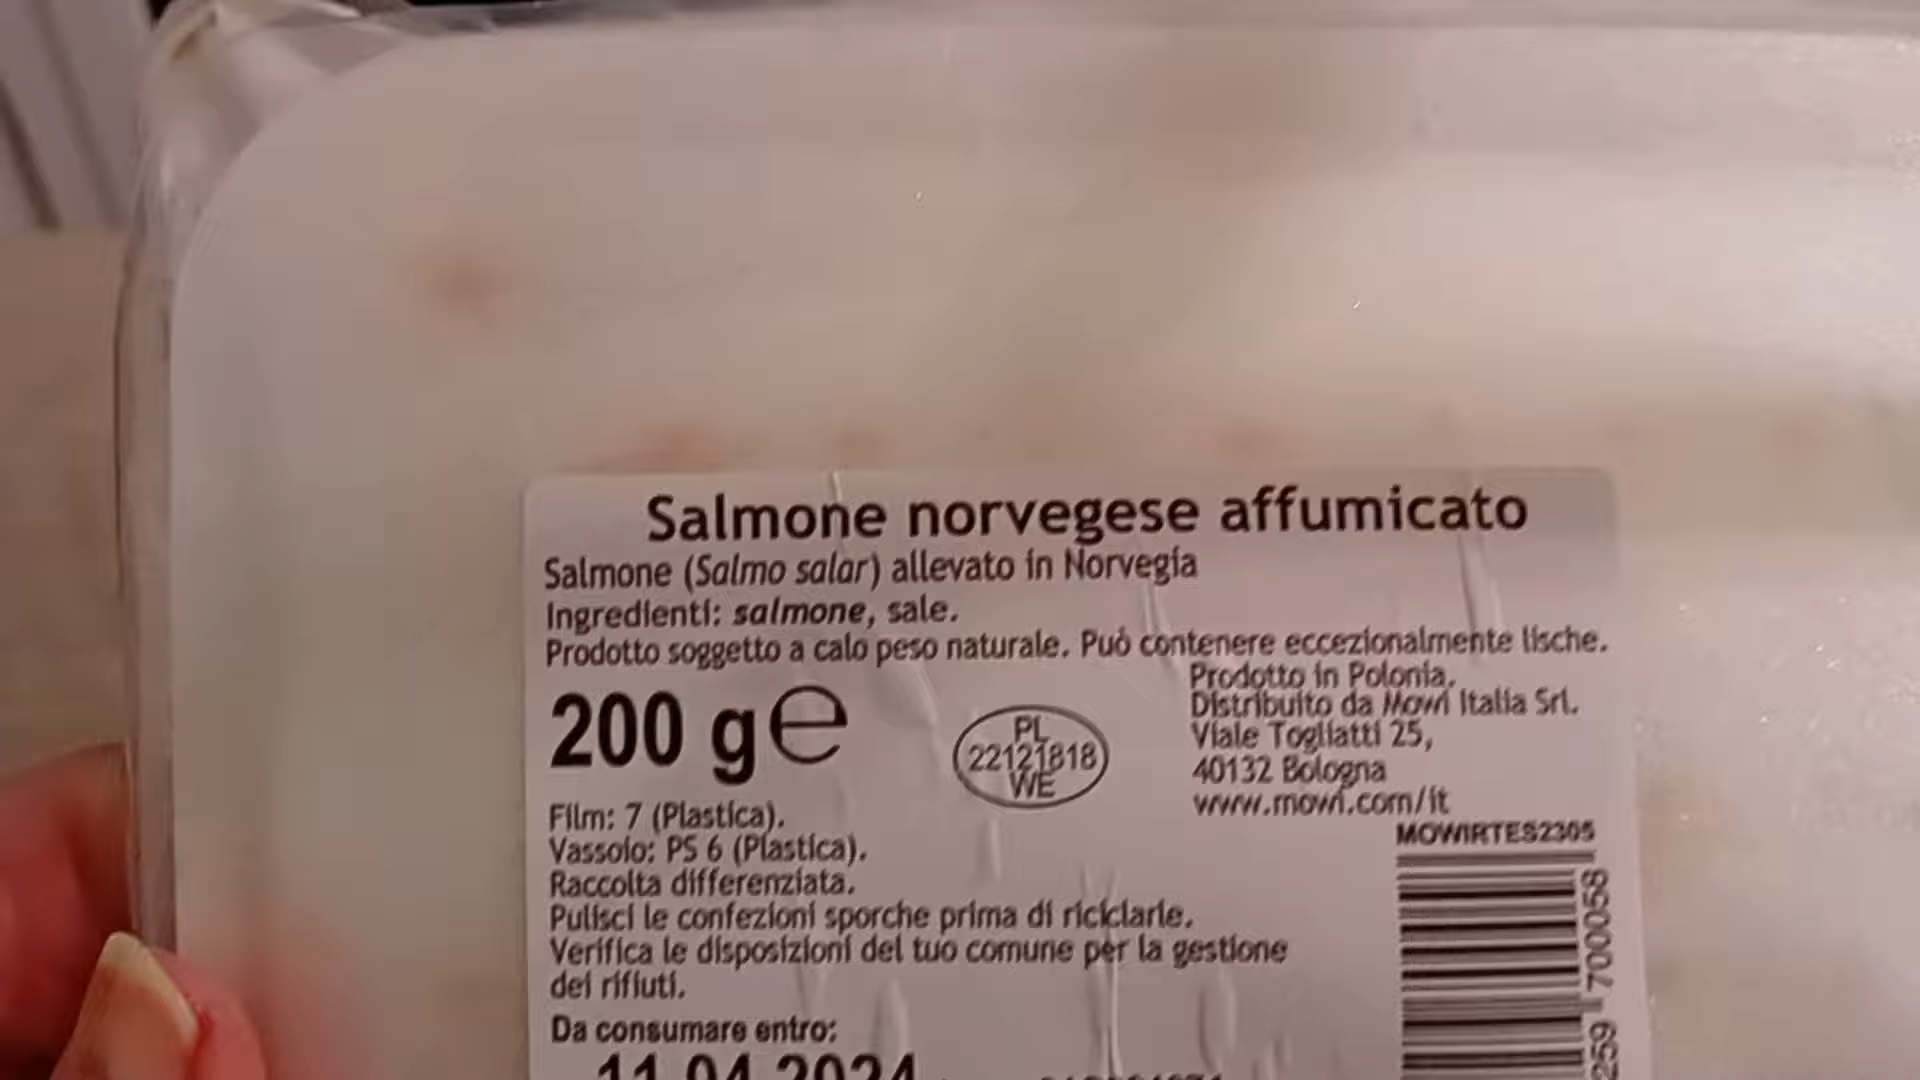 Salmone norvegese affumicato
Salmone (Salmo salar) allevato in Norvegia
Ingredienti: salmone, sale.
Prodotto soggetto a calo peso naturale. Può contenere eccezionalmente lische.
200 g e
PL
22121818
WE
Prodotto in Polonia.
Distribuito da Mowi Italia Srl.
Viale Togliatti 25,
40132 Bologna
www.mowi.com/it
MOWIRTES2305
Film: 7 (Plastica).
Vassoio: PS 6 (Plastica).
Raccolta differenziata.
Pulisci le confezioni sporche prima di riciclarle.
Verifica le disposizioni del tuo comune per la gestione
dei rifiuti.
Da consumare entro:
11.04.2024
259 700058